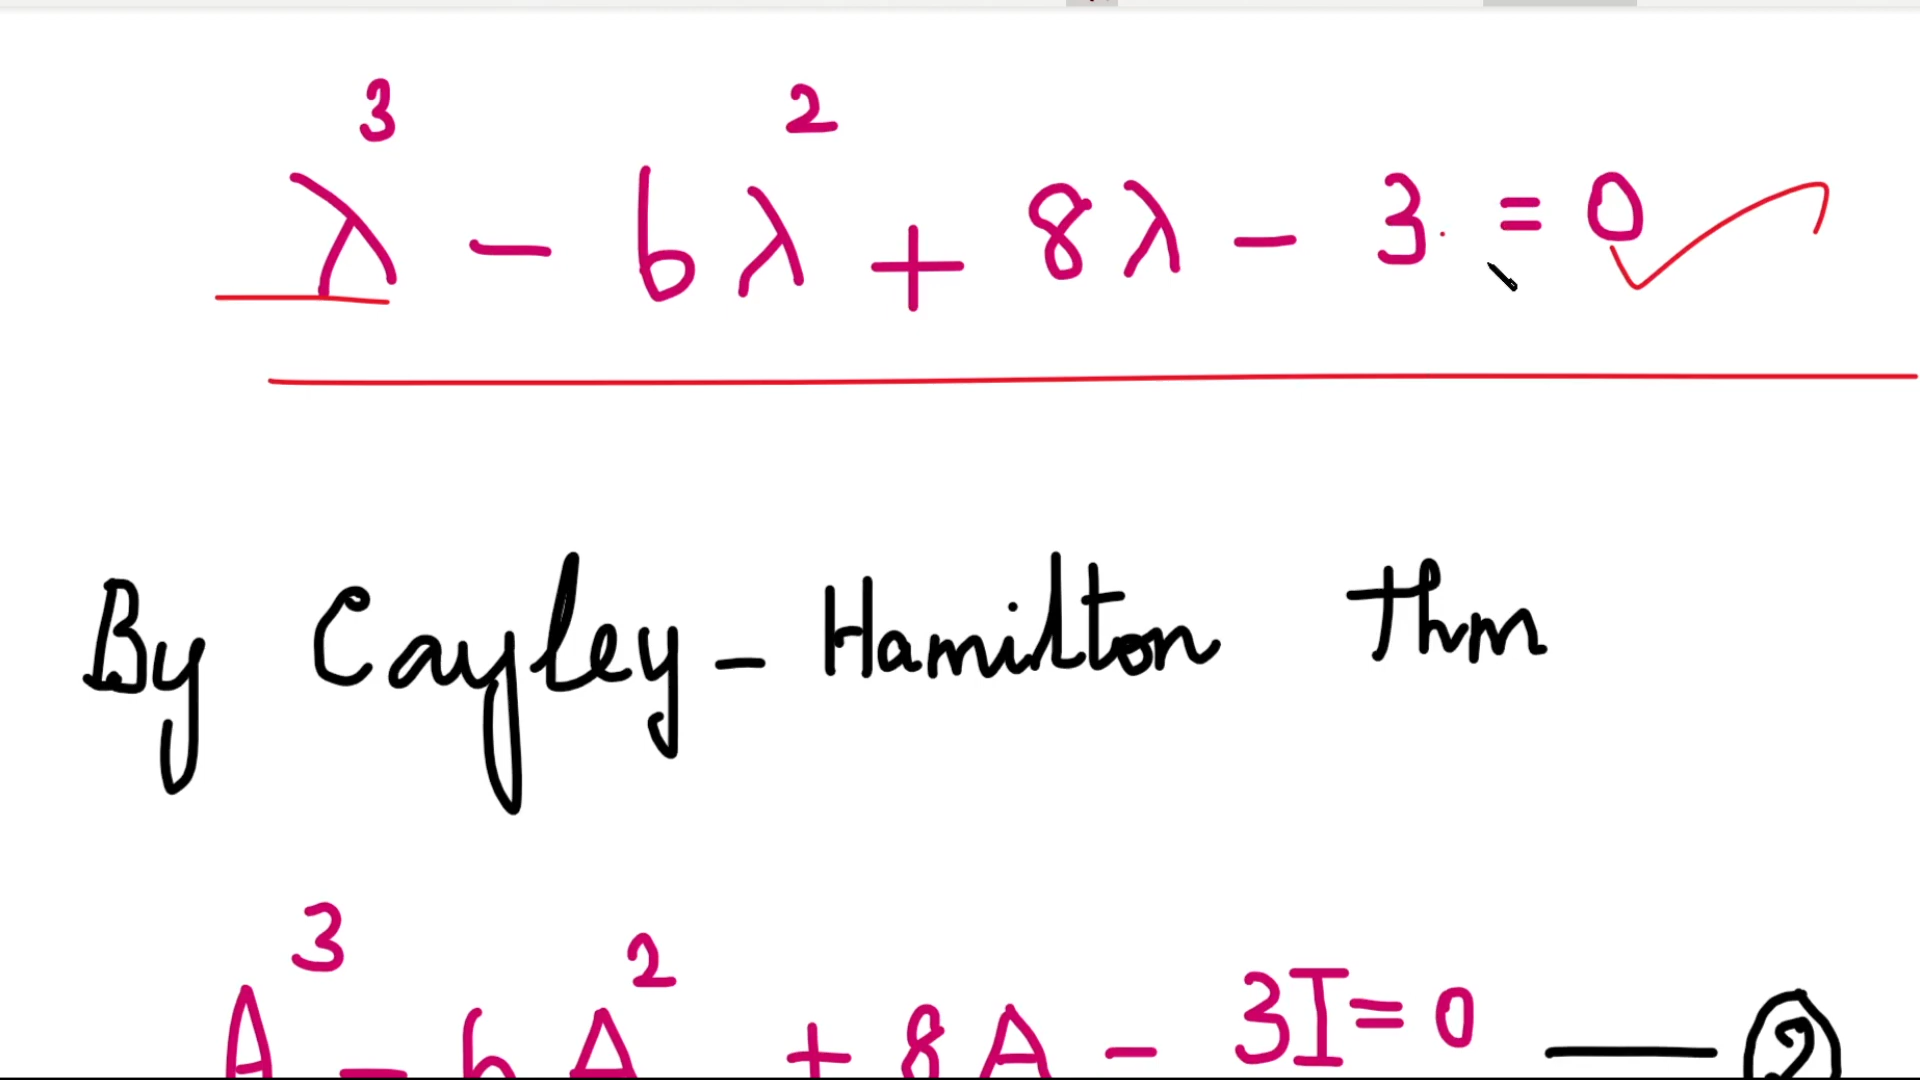 λ³ - 6λ² + 8λ - 3 = 0
By Cayley - Hamilton Thm
A³ - 6A² + 8A - 3I = 0 — ②